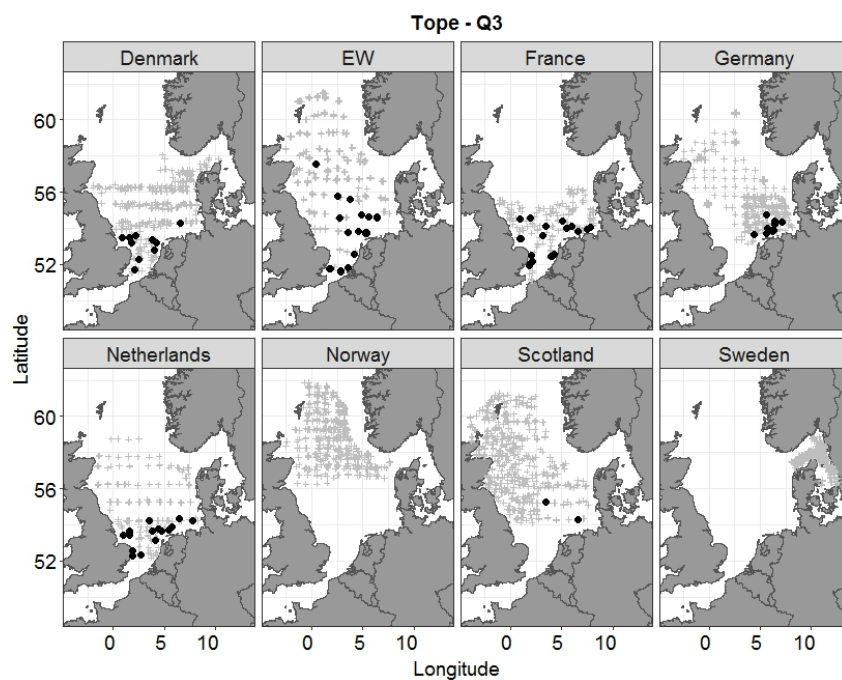 Tope - Q3
Denmark EW France Germany
60
56
52
Latitude
Netherlands Norway Scotland Sweden
60
56
52
0 5 10 0 5 10 0 5 10 0 5 10
Longitude